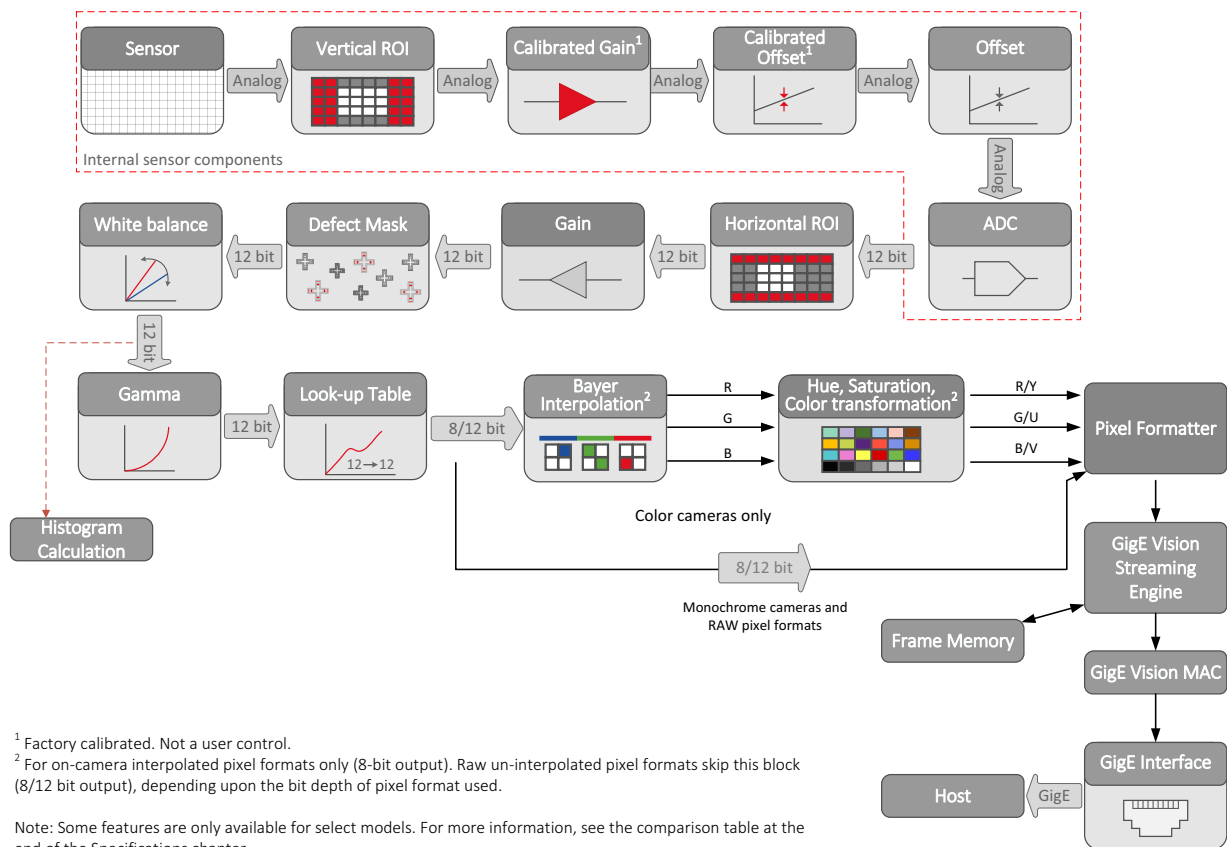 Sensor
Analog
Vertical ROI
Analog
Calibrated Gain1
Analog
Calibrated
Offset1
Analog
Offset
Internal sensor components
Analog
White balance
12 bit
Defect Mask
12 bit
Gain
12 bit
Horizontal ROI
12 bit
ADC
12 bit
Gamma
12 bit
Look-up Table
12→12
8/12 bit
Bayer
Interpolation2
R
G
B
Hue, Saturation,
Color transformation2
R/Y
G/U
B/V
Pixel Formatter
Histogram
Calculation
Color cameras only
8/12 bit
Monochrome cameras and
RAW pixel formats
GigE Vision
Streaming
Engine
Frame Memory
GigE Vision MAC
GigE Interface
GigE
Host
1 Factory calibrated. Not a user control.
2 For on-camera interpolated pixel formats only (8-bit output). Raw un-interpolated pixel formats skip this block
(8/12 bit output), depending upon the bit depth of pixel format used.
Note: Some features are only available for select models. For more information, see the comparison table at the
end of the Specifications chapter